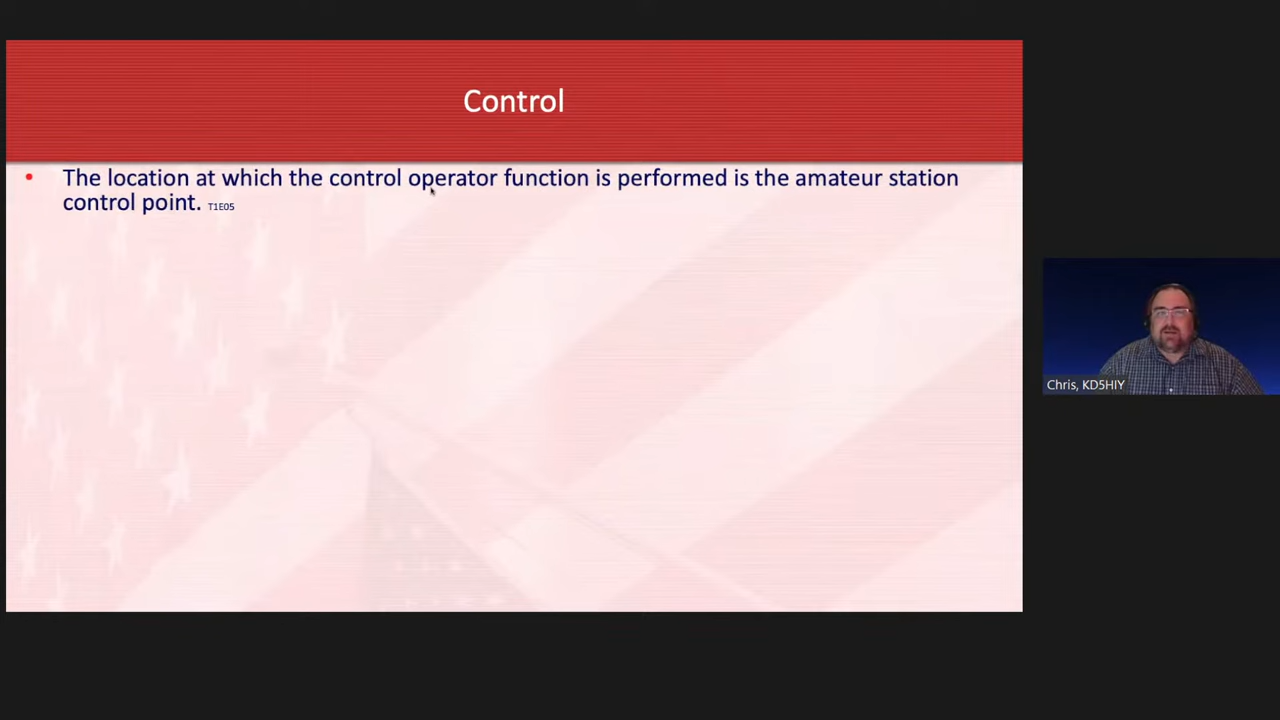 Control
• The location at which the control operator function is performed is the amateur station
control point. T1E05
Chris, KD5HIY